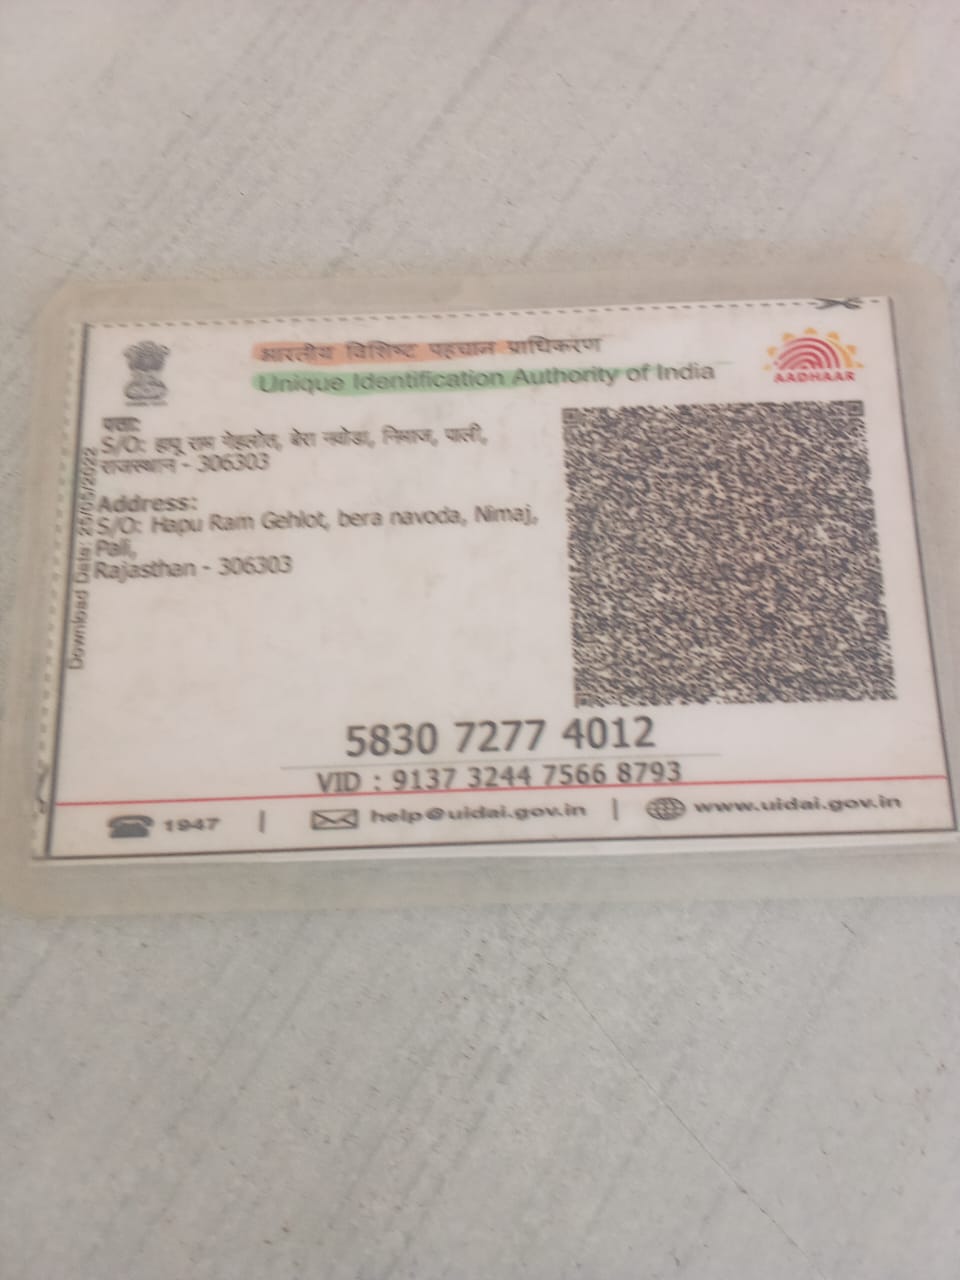 भारतीय विशिष्ट पहचान प्राधिकरण
Unique Identification Authority of India
AADHAAR
पता:
S/O: हापू राम गेहलोत, बेरा नवोडा, निमाज, पाली,
राजस्थान - 306303
Address:
S/O: Hapu Ram Gehlot, bera navoda, Nimaj,
Pali,
Rajasthan - 306303
Download Date: 25/05/2022
5830 7277 4012
VID : 9137 3244 7566 8793
1947 | help@uidai.gov.in | www.uidai.gov.in